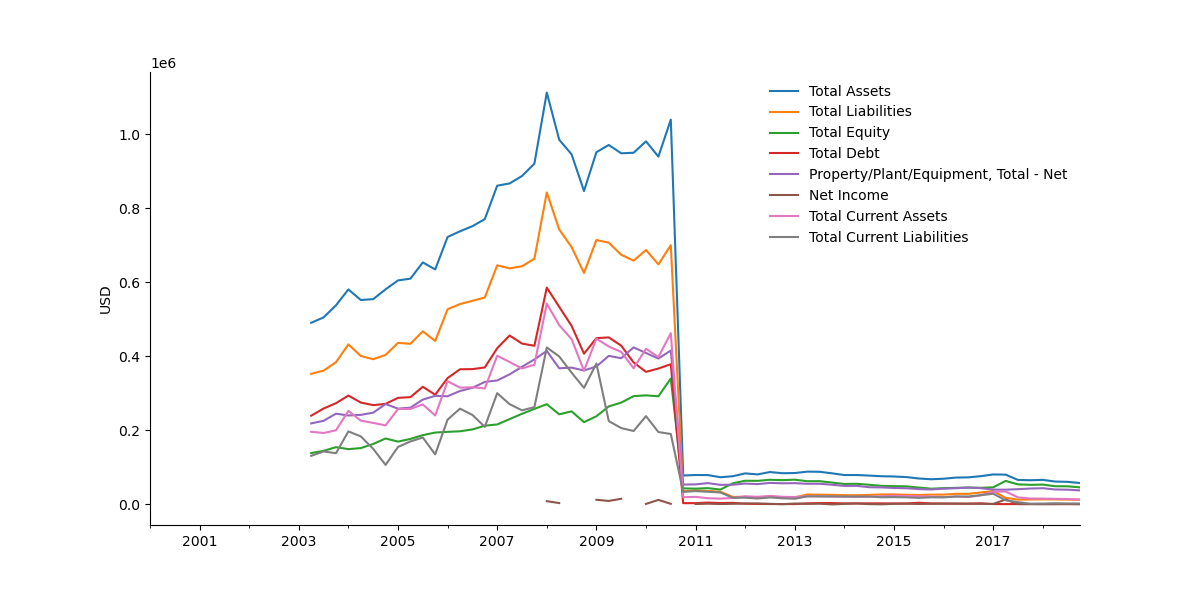 1e6
1.0
0.8
0.6
0.4
0.2
0.0
USD
2001 2003 2005 2007 2009 2011 2013 2015 2017
Total Assets
Total Liabilities
Total Equity
Total Debt
Property/Plant/Equipment, Total - Net
Net Income
Total Current Assets
Total Current Liabilities